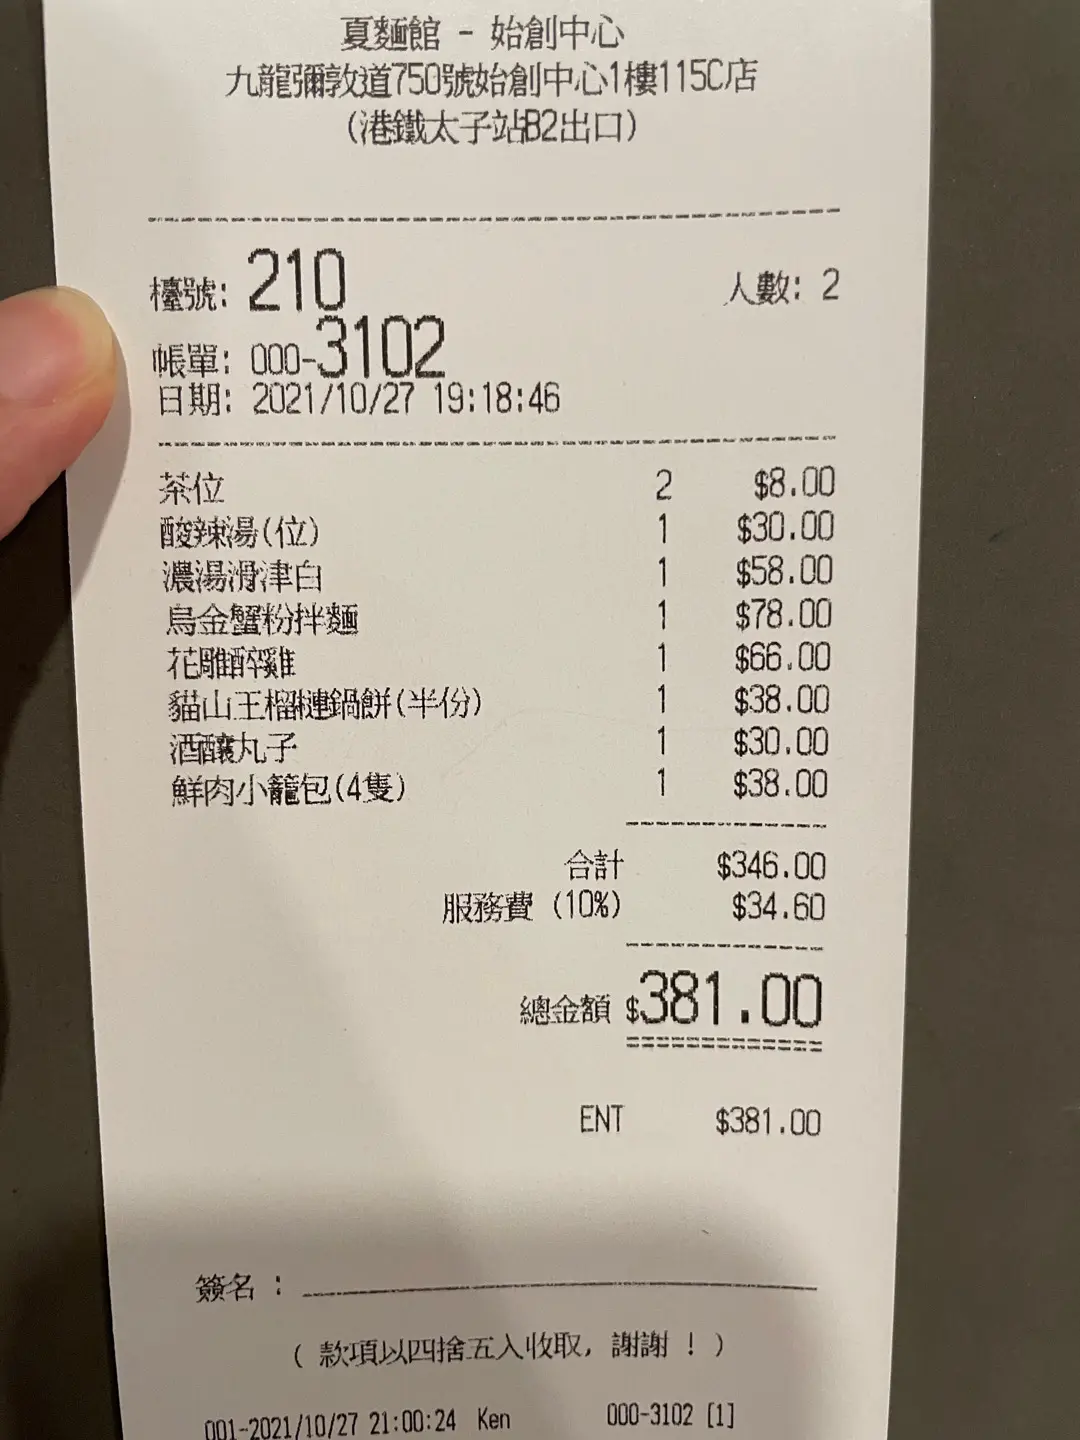 夏麵館 - 始創中心
九龍彌敦道750號始創中心1樓115C店
(港鐵太子站B2出口)
檯號: 210 人數: 2
帳單: 000-3102
日期: 2021/10/27 19:18:46
茶位 2 $8.00
酸辣湯(位) 1 $30.00
濃湯滑津白 1 $58.00
烏金蟹粉拌麵 1 $78.00
花雕醉雞 1 $66.00
貓山王榴槤鍋餅(半份) 1 $38.00
酒釀丸子 1 $30.00
鮮肉小籠包(4隻) 1 $38.00
合計 $346.00
服務費 (10%) $34.60
總金額 $381.00
ENT $381.00
簽名 :
( 款項以四捨五入收取, 謝謝 ! )
001-2021/10/27 21:00:24 Ken 000-3102 [1]